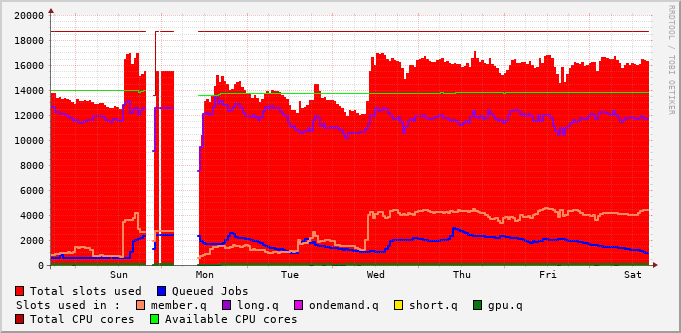 20000
18000
16000
14000
12000
10000
8000
6000
4000
2000
0
Sun Mon Tue Wed Thu Fri Sat
RRDTOOL / TOBI OETIKER
Total slots used Queued Jobs
Slots used in : member.q long.q ondemand.q short.q gpu.q
Total CPU cores Available CPU cores